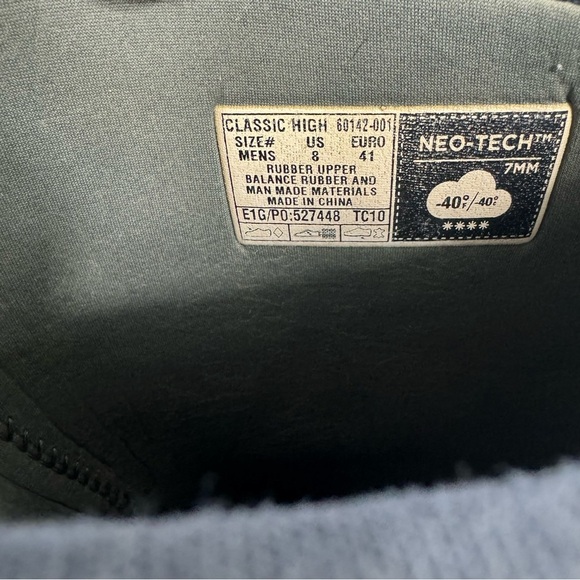 CLASSIC HIGH 60142-001
SIZE# US EURO
MENS 8 41
RUBBER UPPER
BALANCE RUBBER AND
MAN MADE MATERIALS
MADE IN CHINA
E1G/PO:527448 TC10
NEO-TECH™
7MM
-40°F/-40°
****